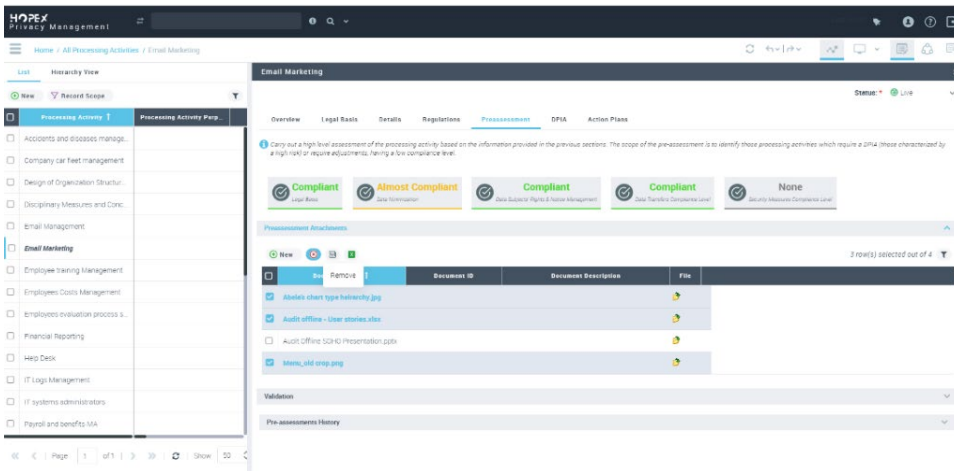 HOPEX
Privacy Management
Home / All Processing Activities / Email Marketing
List Hierarchy View
New Record Scope
Processing Activity Processing Activity Purp...
Accidents and diseases manage...
Company car fleet management
Design of Organization Structur...
Disciplinary Measures and Conc...
Email Management
Email Marketing
Employee training Management
Employees Costs Management
Employees evaluation process s...
Financial Reporting
Help Desk
IT Logs Management
IT systems administrators
Payroll and benefits MA
Page 1 of 1 Show 50
Email Marketing
Status: * Live
Overview Legal Basis Details Regulations Preassessment DPIA Action Plans
Carry out a high level assessment of the processing activity based on the information provided in the previous sections. The scope of the pre-assessment is to identify those processing activities which require a DPIA (those characterized by
a high risk) or require adjustments, having a low compliance level.
Compliant
Legal Basis
Almost Compliant
Data Minimization
Compliant
Data Subject's Rights & Notice Management
Compliant
Data Transfers Compliance Level
None
Security Measures Compliance Level
Preassessment Attachments
New
3 row(s) selected out of 4
Remove
Document ID Document Description File
Abela's chart type heirarchy.jpg
Audit offline - User stories.xlsx
Audit Offline SOHO Presentation.pptx
Menu_old crop.png
Validation
Pre-assessments History